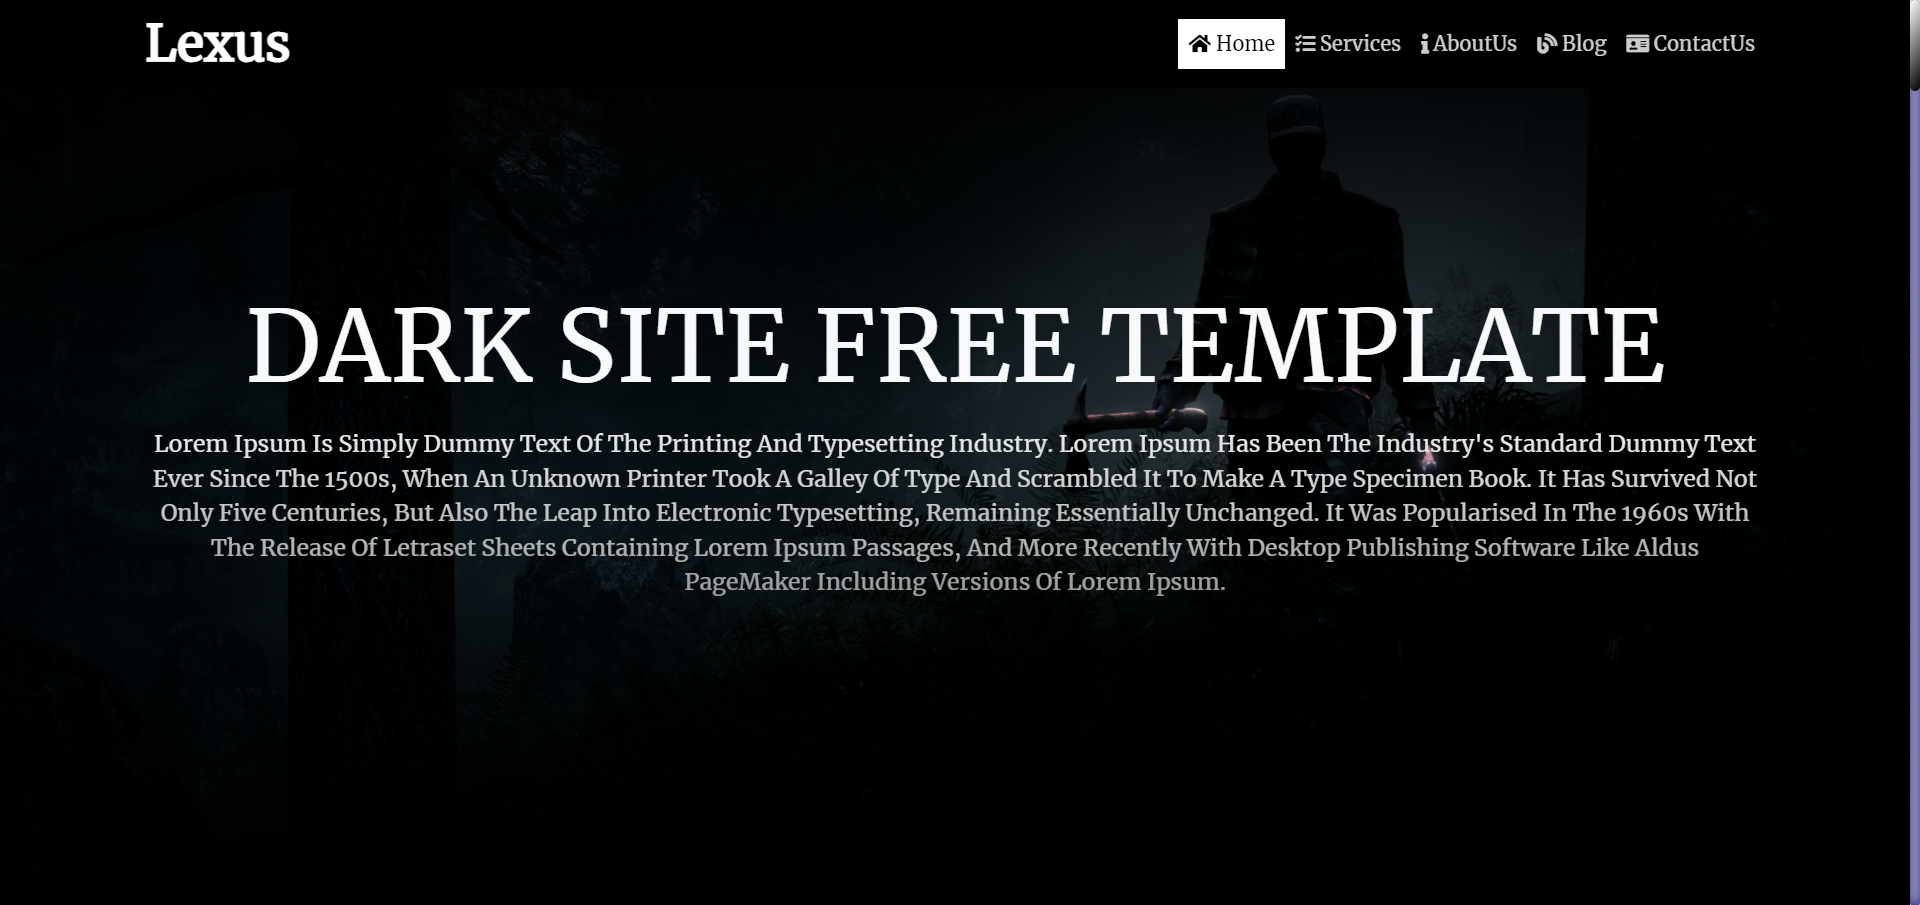 Lexus
Home Services AboutUs Blog ContactUs
DARK SITE FREE TEMPLATE
Lorem Ipsum Is Simply Dummy Text Of The Printing And Typesetting Industry. Lorem Ipsum Has Been The Industry's Standard Dummy Text
Ever Since The 1500s, When An Unknown Printer Took A Galley Of Type And Scrambled It To Make A Type Specimen Book. It Has Survived Not
Only Five Centuries, But Also The Leap Into Electronic Typesetting, Remaining Essentially Unchanged. It Was Popularised In The 1960s With
The Release Of Letraset Sheets Containing Lorem Ipsum Passages, And More Recently With Desktop Publishing Software Like Aldus
PageMaker Including Versions Of Lorem Ipsum.